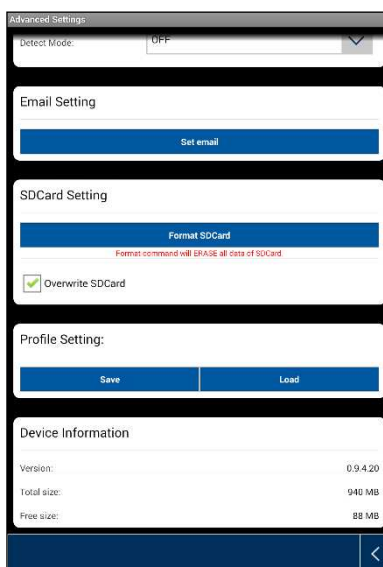 Advanced Settings
Detect Mode: OFF
Email Setting
Set email
SDCard Setting
Format SDCard
Format command will ERASE all data of SDCard
Overwrite SDCard
Profile Setting:
Save Load
Device Information
Version: 0.9.4.20
Total size: 940 MB
Free size: 88 MB